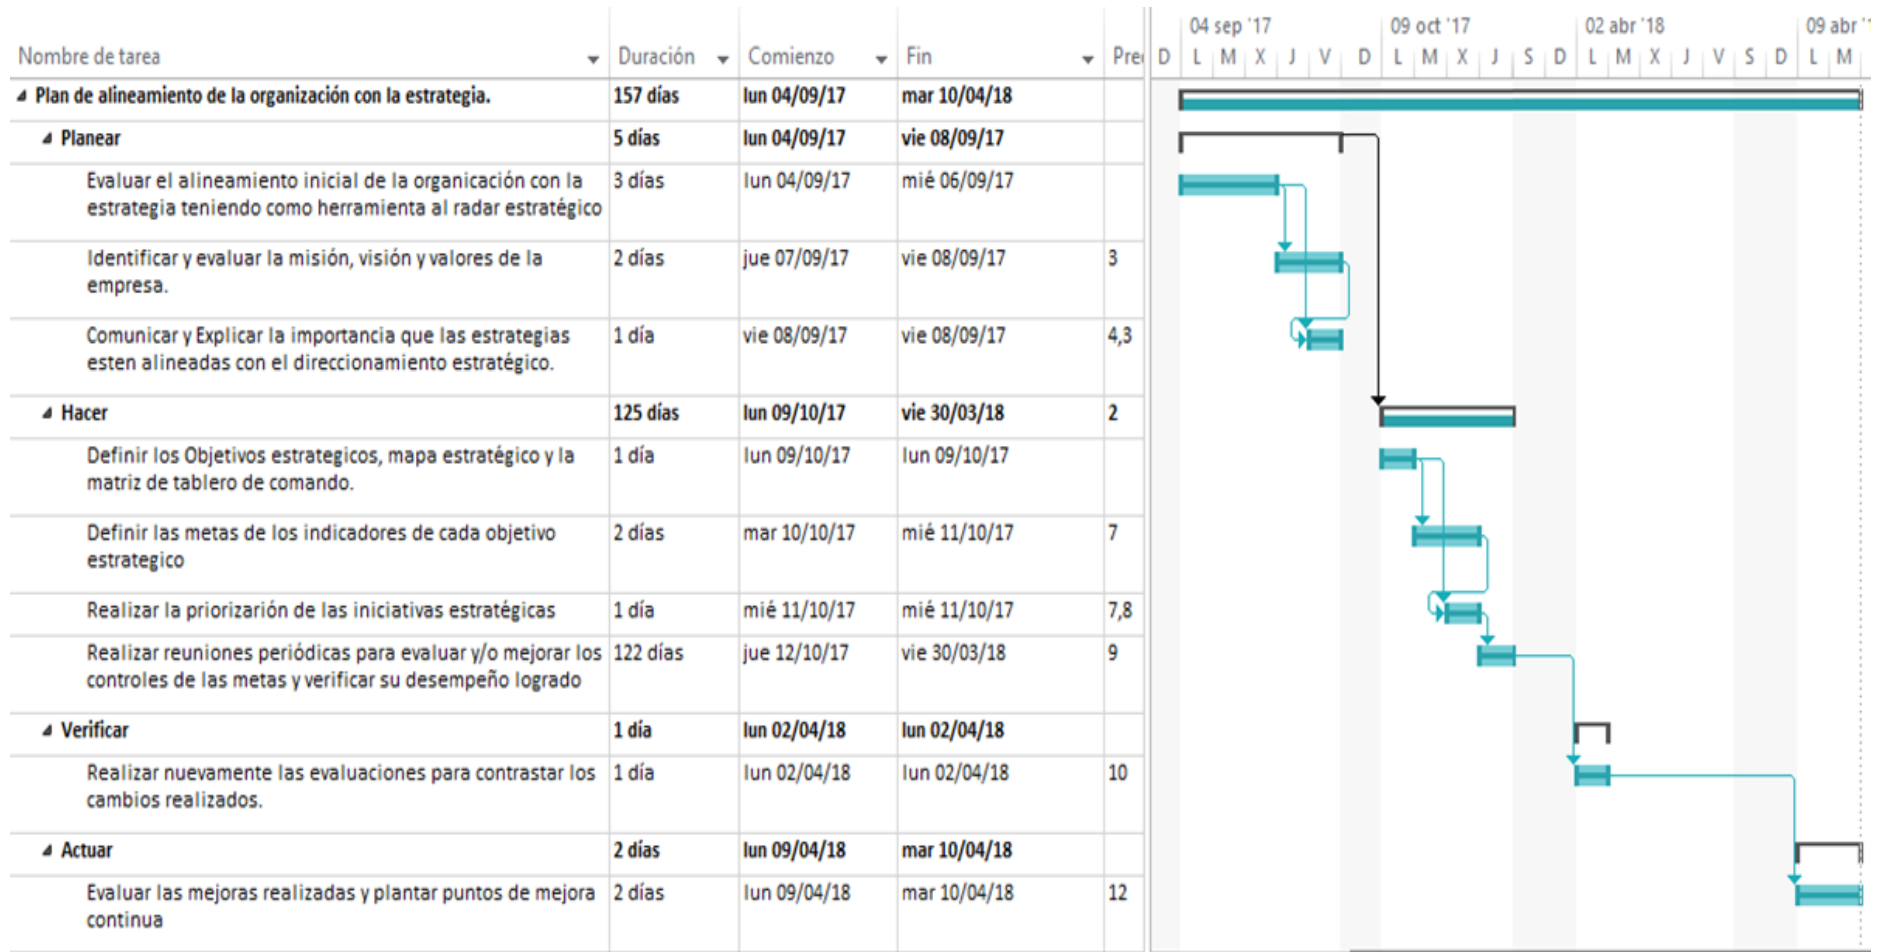 04 sep '17 09 oct '17 02 abr '18 09 abr '1
Nombre de tarea Duración Comienzo Fin Pre D L M X J V D L M X J S D L M X J V S D L M
Plan de alineamiento de la organización con la estrategia. 157 días lun 04/09/17 mar 10/04/18
Planear 5 días lun 04/09/17 vie 08/09/17
Evaluar el alineamiento inicial de la organicación con la 3 días lun 04/09/17 mié 06/09/17
estrategia teniendo como herramienta al radar estratégico
Identificar y evaluar la misión, visión y valores de la 2 días jue 07/09/17 vie 08/09/17 3
empresa.
Comunicar y Explicar la importancia que las estrategias 1 día vie 08/09/17 vie 08/09/17 4,3
esten alineadas con el direccionamiento estratégico.
Hacer 125 días lun 09/10/17 vie 30/03/18 2
Definir los Objetivos estrategicos, mapa estratégico y la 1 día lun 09/10/17 lun 09/10/17
matriz de tablero de comando.
Definir las metas de los indicadores de cada objetivo 2 días mar 10/10/17 mié 11/10/17 7
estrategico
Realizar la priorizarión de las iniciativas estratégicas 1 día mié 11/10/17 mié 11/10/17 7,8
Realizar reuniones periódicas para evaluar y/o mejorar los 122 días jue 12/10/17 vie 30/03/18 9
controles de las metas y verificar su desempeño logrado
Verificar 1 día lun 02/04/18 lun 02/04/18
Realizar nuevamente las evaluaciones para contrastar los 1 día lun 02/04/18 lun 02/04/18 10
cambios realizados.
Actuar 2 días lun 09/04/18 mar 10/04/18
Evaluar las mejoras realizadas y plantar puntos de mejora 2 días lun 09/04/18 mar 10/04/18 12
continua